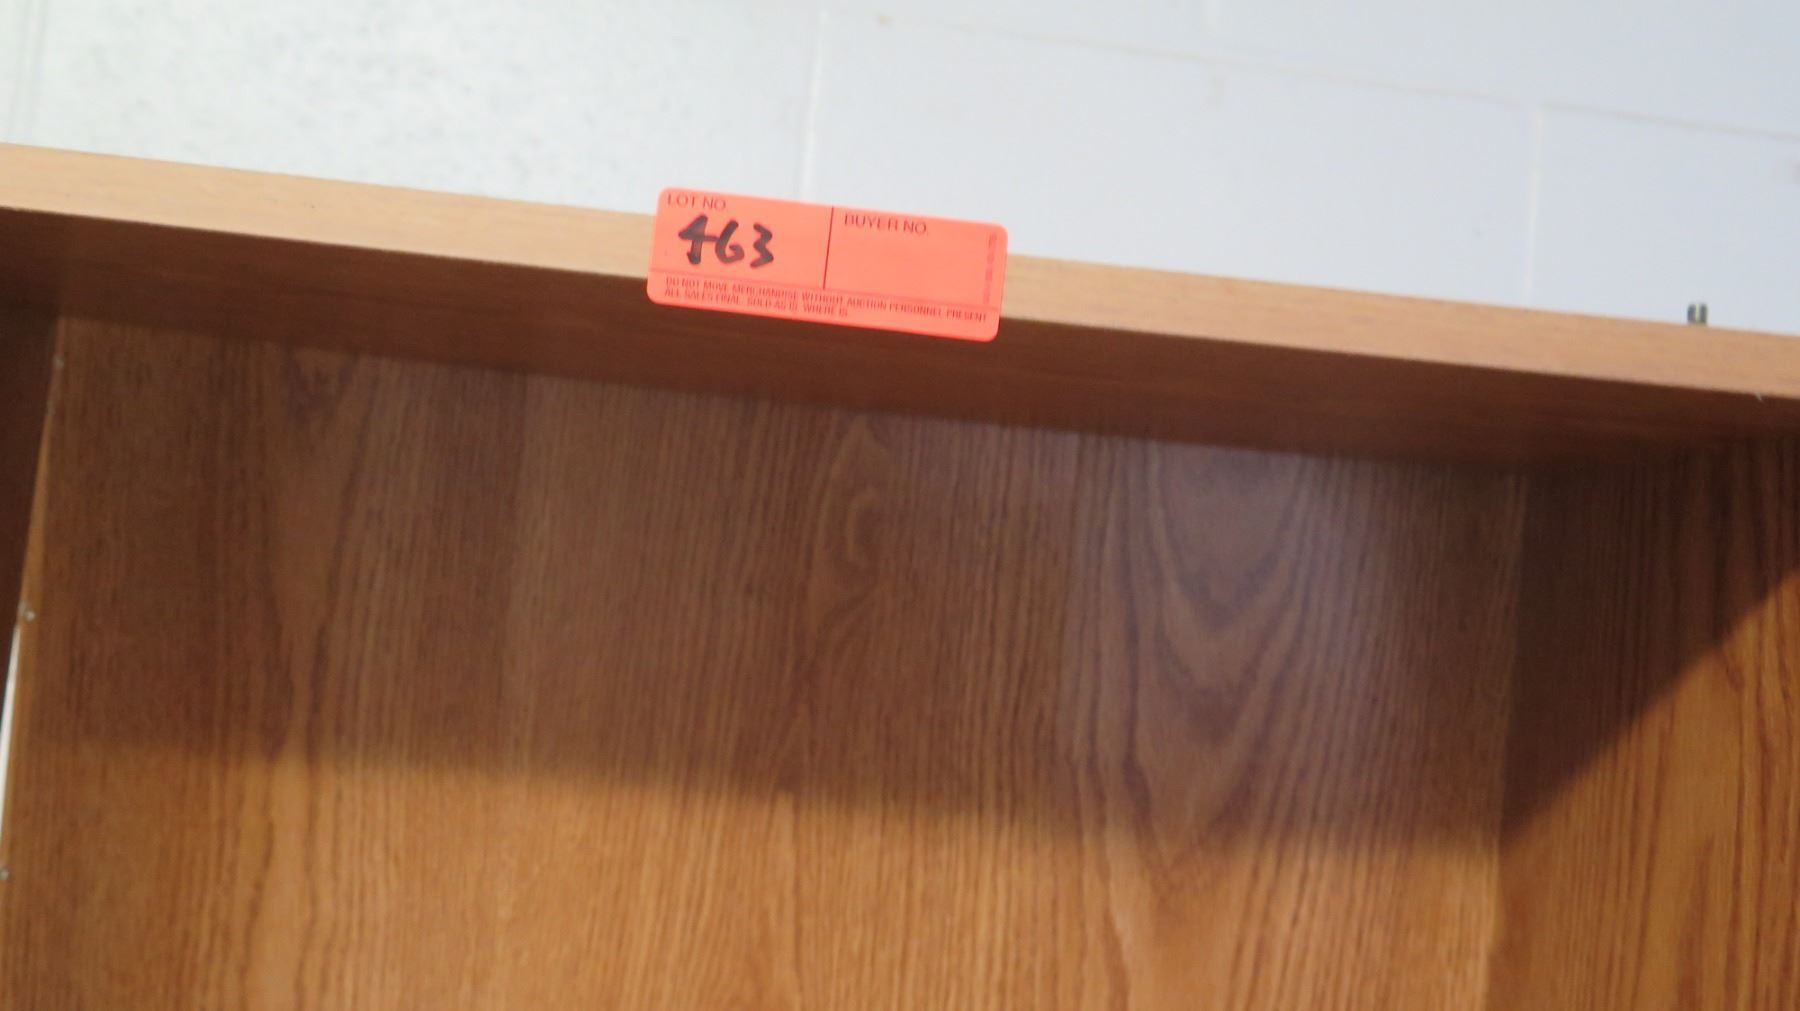 LOT NO.
463
BUYER NO.
DO NOT MOVE MERCHANDISE WITHOUT AUCTION PERSONNEL PRESENT
ALL SALES FINAL. SOLD AS IS, WHERE IS.